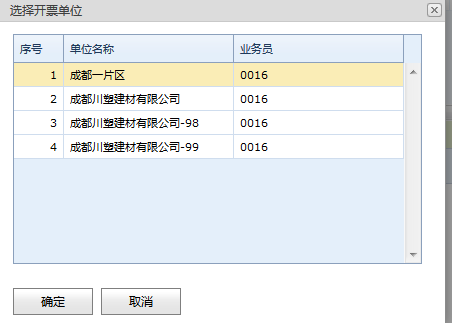 选择开票单位
序号 单位名称 业务员
1 成都一片区 0016
2 成都川塑建材有限公司 0016
3 成都川塑建材有限公司-98 0016
4 成都川塑建材有限公司-99 0016
确定 取消